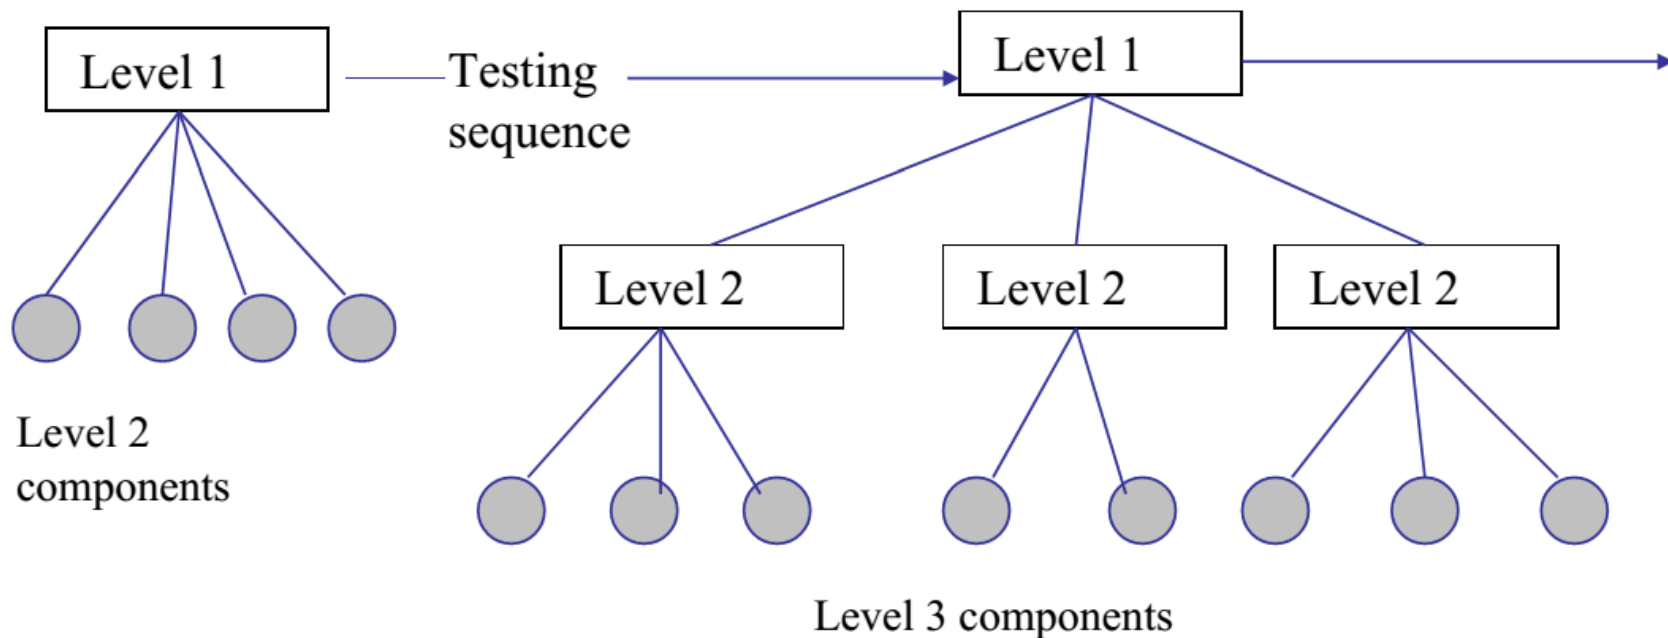 Level 1
Testing
sequence
Level 1
Level 2
Level 2
Level 2
Level 2
components
Level 3 components